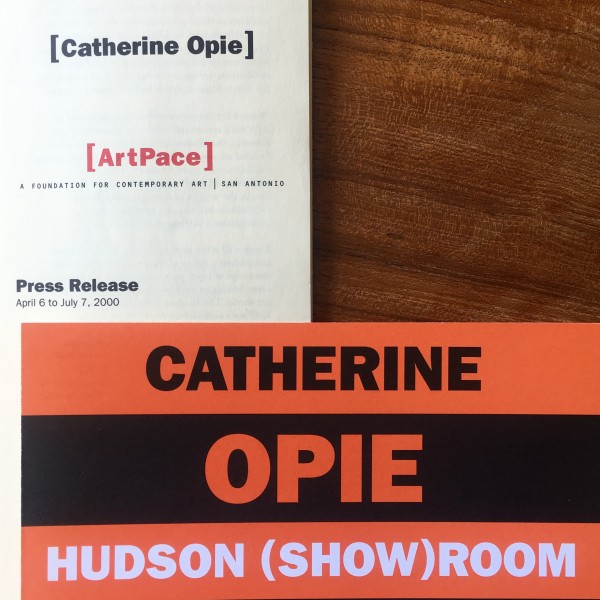 [Catherine Opie]
[ArtPace]
A FOUNDATION FOR CONTEMPORARY ART | SAN ANTONIO
Press Release
April 6 to July 7, 2000
CATHERINE
OPIE
HUDSON (SHOW)ROOM